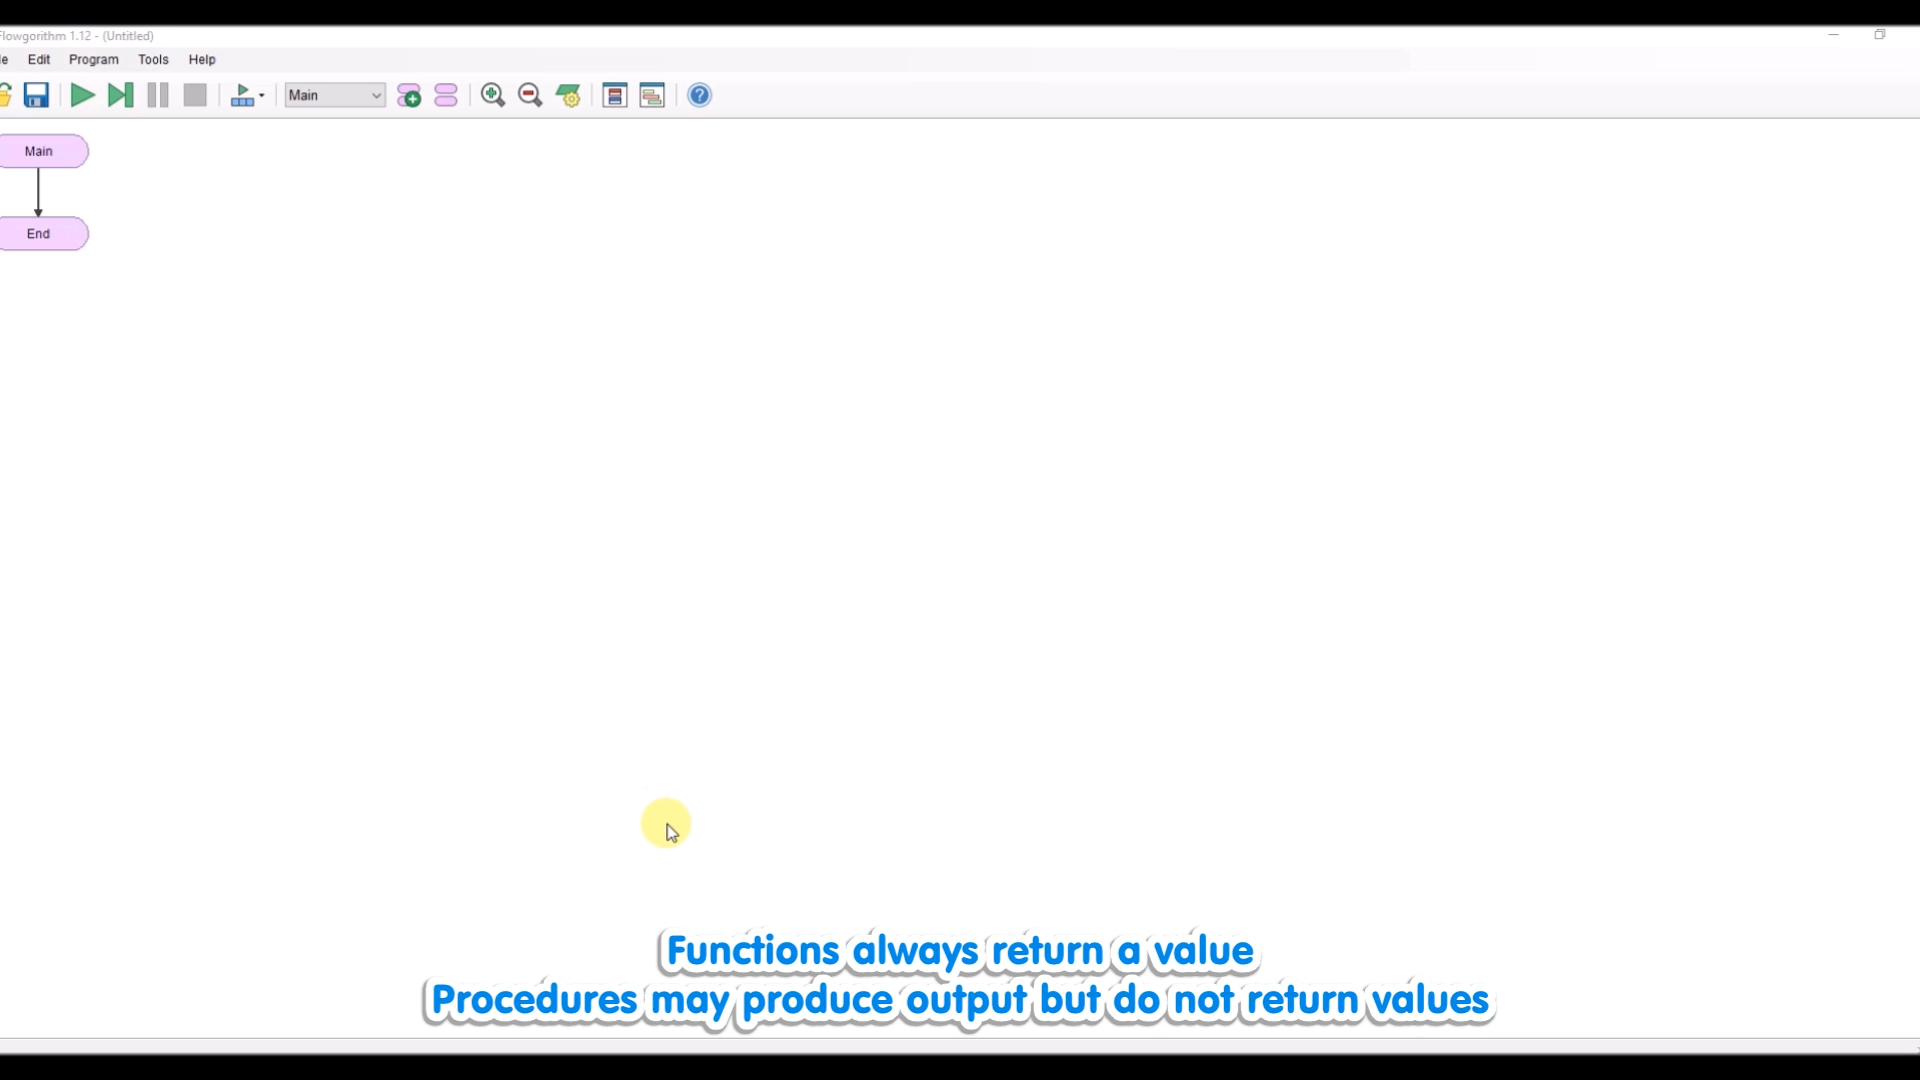 Flowgorithm 1.12 - (Untitled)
le Edit Program Tools Help
Main
Main
End
Functions always return a value
Procedures may produce output but do not return values